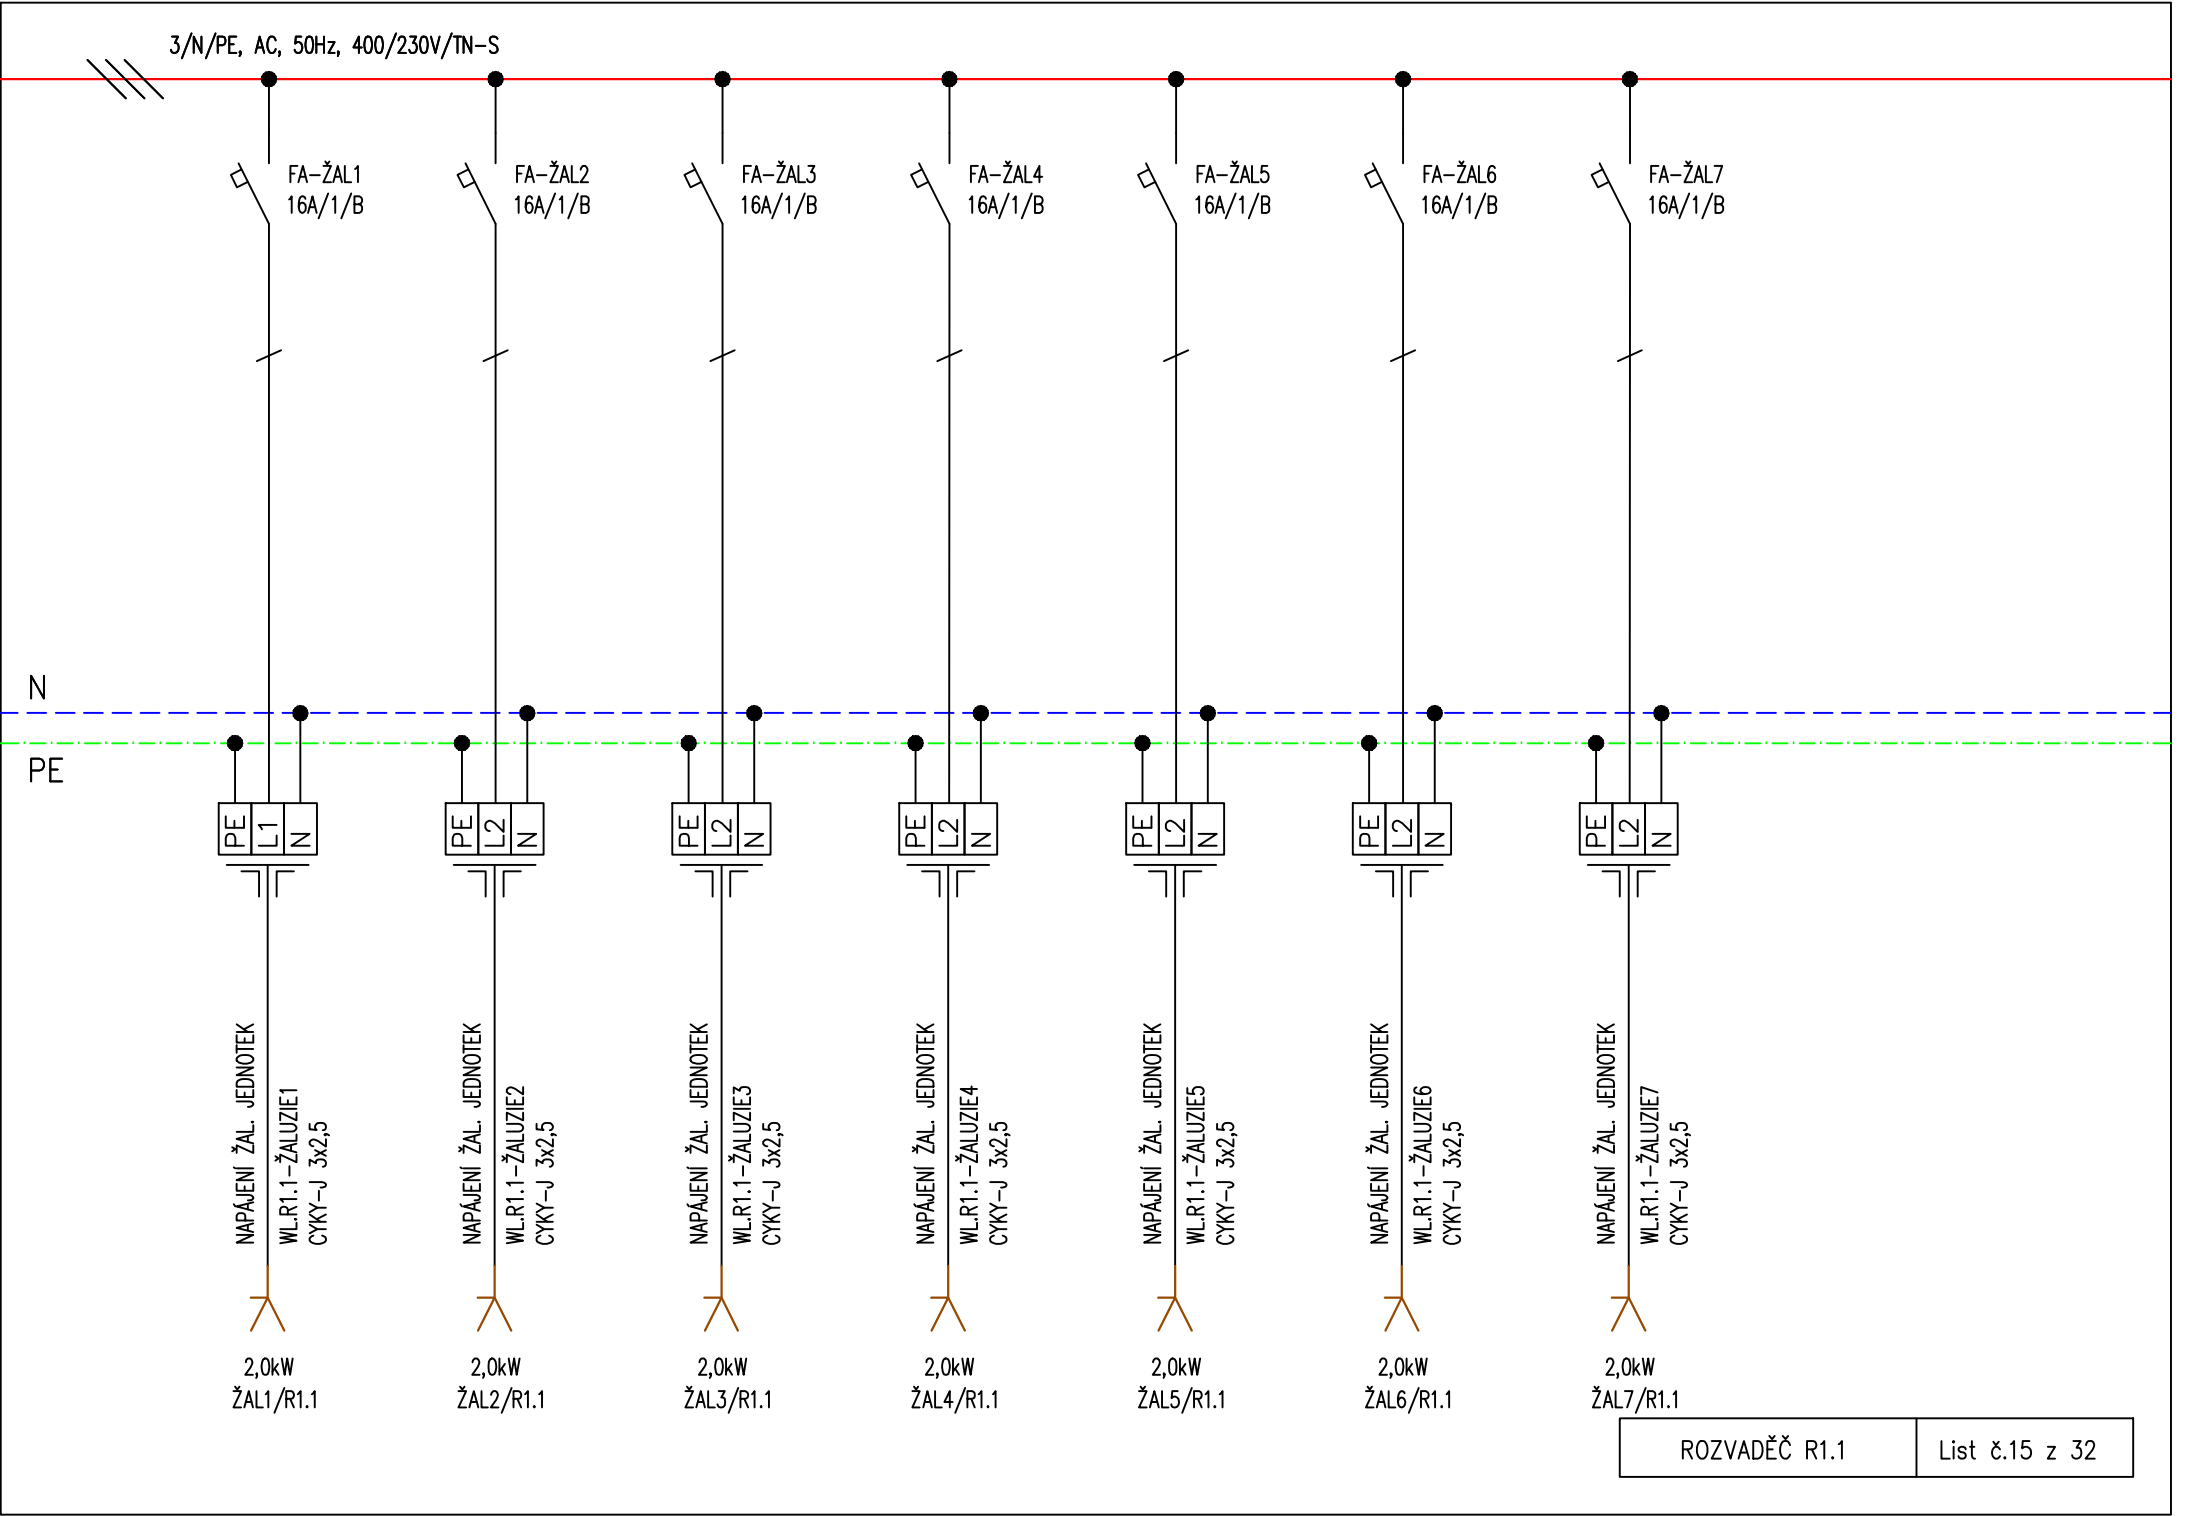 3/N/PE, AC, 50Hz, 400/230V/TN-S
FA-ŽAL1
16A/1/B
FA-ŽAL2
16A/1/B
FA-ŽAL3
16A/1/B
FA-ŽAL4
16A/1/B
FA-ŽAL5
16A/1/B
FA-ŽAL6
16A/1/B
FA-ŽAL7
16A/1/B
N
PE
PE
L1
N
PE
L2
N
PE
L2
N
PE
L2
N
PE
L2
N
PE
L2
N
PE
L2
N
NAPÁJENÍ ŽAL. JEDNOTEK
WL.R1.1-ŽALUZIE1
CYKY-J 3x2,5
NAPÁJENÍ ŽAL. JEDNOTEK
WL.R1.1-ŽALUZIE2
CYKY-J 3x2,5
NAPÁJENÍ ŽAL. JEDNOTEK
WL.R1.1-ŽALUZIE3
CYKY-J 3x2,5
NAPÁJENÍ ŽAL. JEDNOTEK
WL.R1.1-ŽALUZIE4
CYKY-J 3x2,5
NAPÁJENÍ ŽAL. JEDNOTEK
WL.R1.1-ŽALUZIE5
CYKY-J 3x2,5
NAPÁJENÍ ŽAL. JEDNOTEK
WL.R1.1-ŽALUZIE6
CYKY-J 3x2,5
NAPÁJENÍ ŽAL. JEDNOTEK
WL.R1.1-ŽALUZIE7
CYKY-J 3x2,5
2,0kW
ŽAL1/R1.1
2,0kW
ŽAL2/R1.1
2,0kW
ŽAL3/R1.1
2,0kW
ŽAL4/R1.1
2,0kW
ŽAL5/R1.1
2,0kW
ŽAL6/R1.1
2,0kW
ŽAL7/R1.1
ROZVADĚČ R1.1
List č.15 z 32